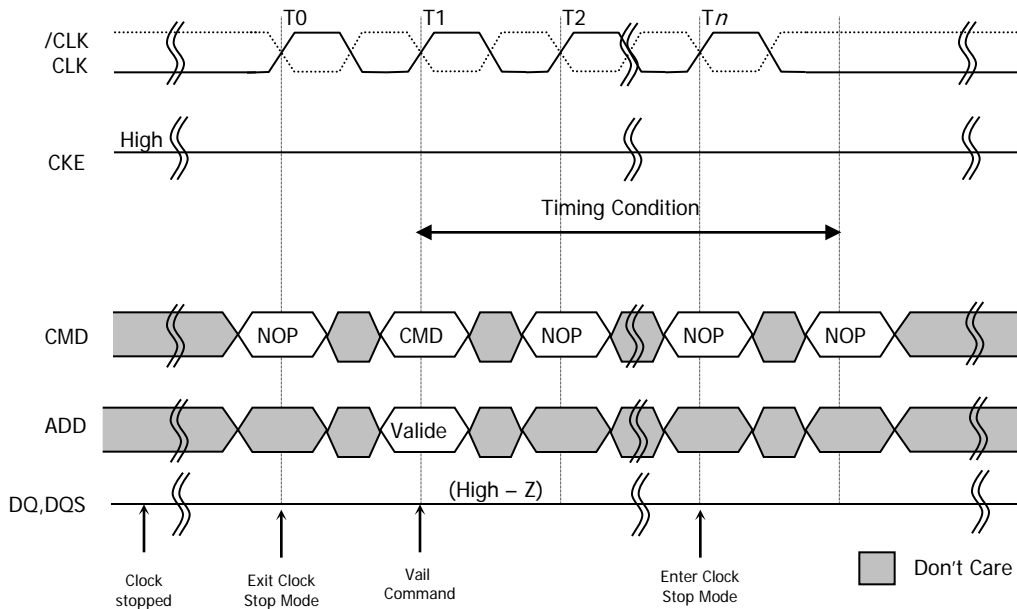 T0 T1 T2 Tn
/CLK
CLK
High
CKE
Timing Condition
CMD NOP CMD NOP NOP NOP
ADD Valide
(High – Z)
DQ,DQS
Clock
stopped
Exit Clock
Stop Mode
Vail
Command
Enter Clock
Stop Mode
Don't Care